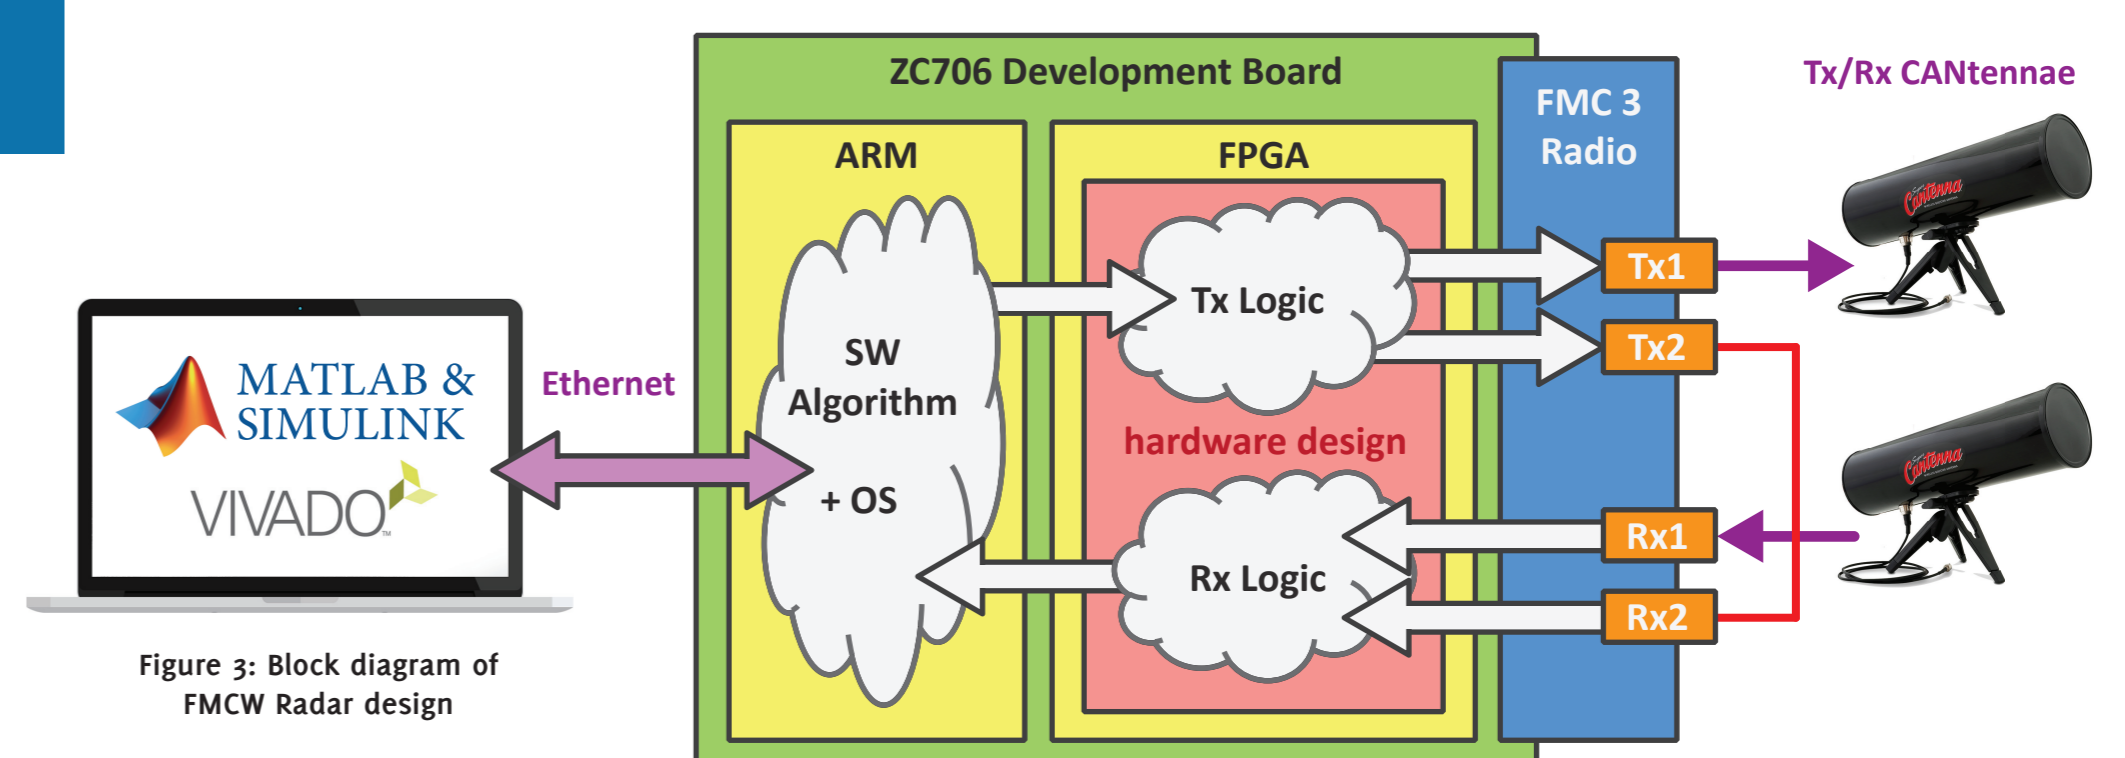 ZC706 Development Board
Tx/Rx CANtennae
FMC 3
Radio
ARM
FPGA
Cantenna
Tx1
Tx Logic
Tx2
SW
Algorithm
+ OS
MATLAB &
SIMULINK
VIVADO™
Ethernet
hardware design
Cantenna
Rx1
Rx Logic
Rx2
Figure 3: Block diagram of
FMCW Radar design